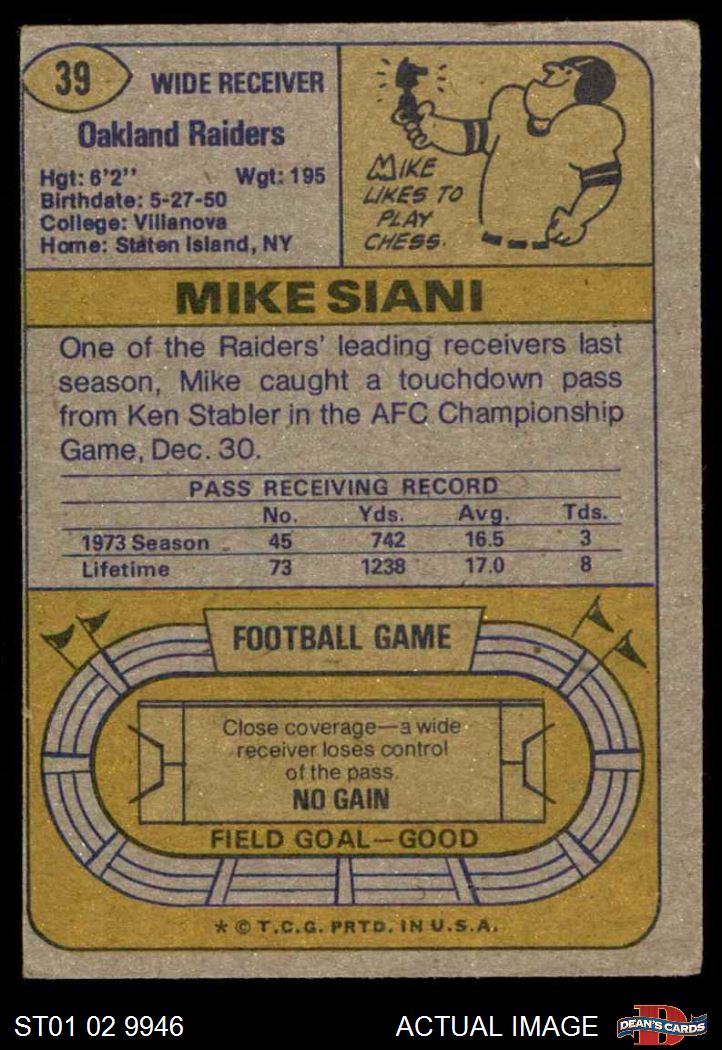 39
WIDE RECEIVER
Oakland Raiders
Hgt: 6'2" Wgt: 195
Birthdate: 5-27-50
College: Villanova
Home: Staten Island, NY
MIKE
LIKES TO
PLAY
CHESS.
MIKE SIANI
One of the Raiders' leading receivers last
season, Mike caught a touchdown pass
from Ken Stabler in the AFC Championship
Game, Dec. 30.
PASS RECEIVING RECORD
No. Yds. Avg. Tds.
1973 Season 45 742 16.5 3
Lifetime 73 1238 17.0 8
FOOTBALL GAME
Close coverage—a wide
receiver loses control
of the pass.
NO GAIN
FIELD GOAL—GOOD
* © T.C.G. PRTD. IN U.S.A.
ST01 02 9946 ACTUAL IMAGE
D
DEAN'S CARDS